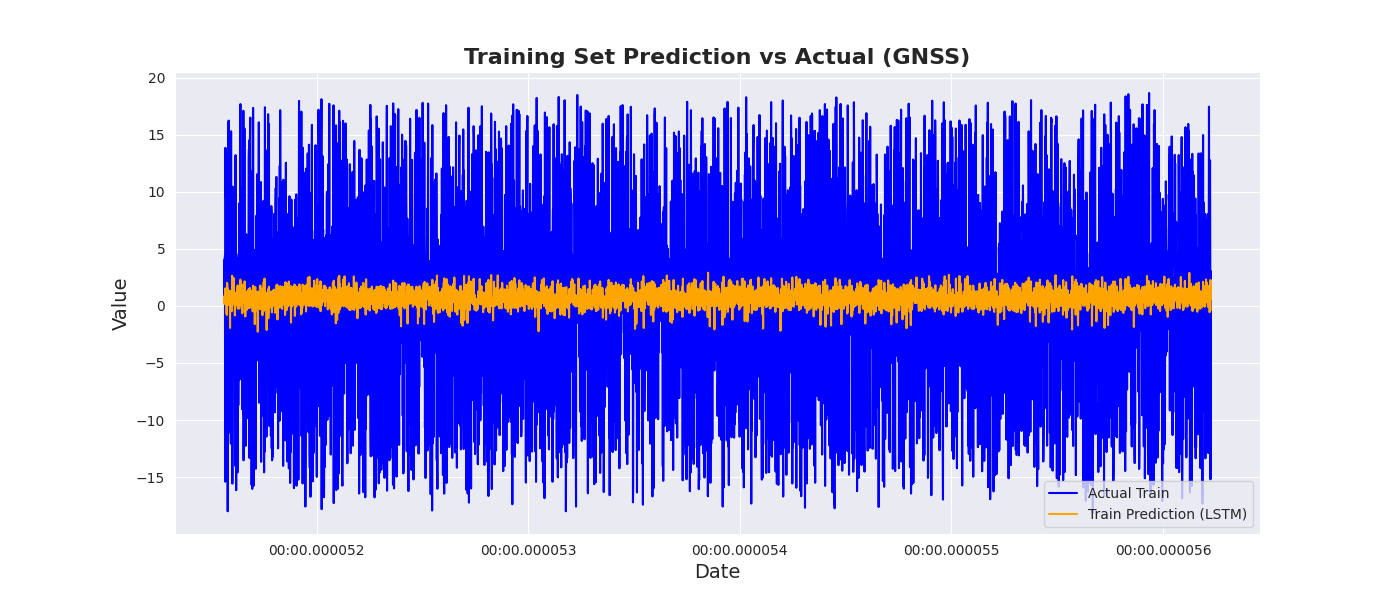 Training Set Prediction vs Actual (GNSS)
20
15
10
5
0
−5
−10
−15
Value
Actual Train
Train Prediction (LSTM)
00:00.000052 00:00.000053 00:00.000054 00:00.000055 00:00.000056
Date